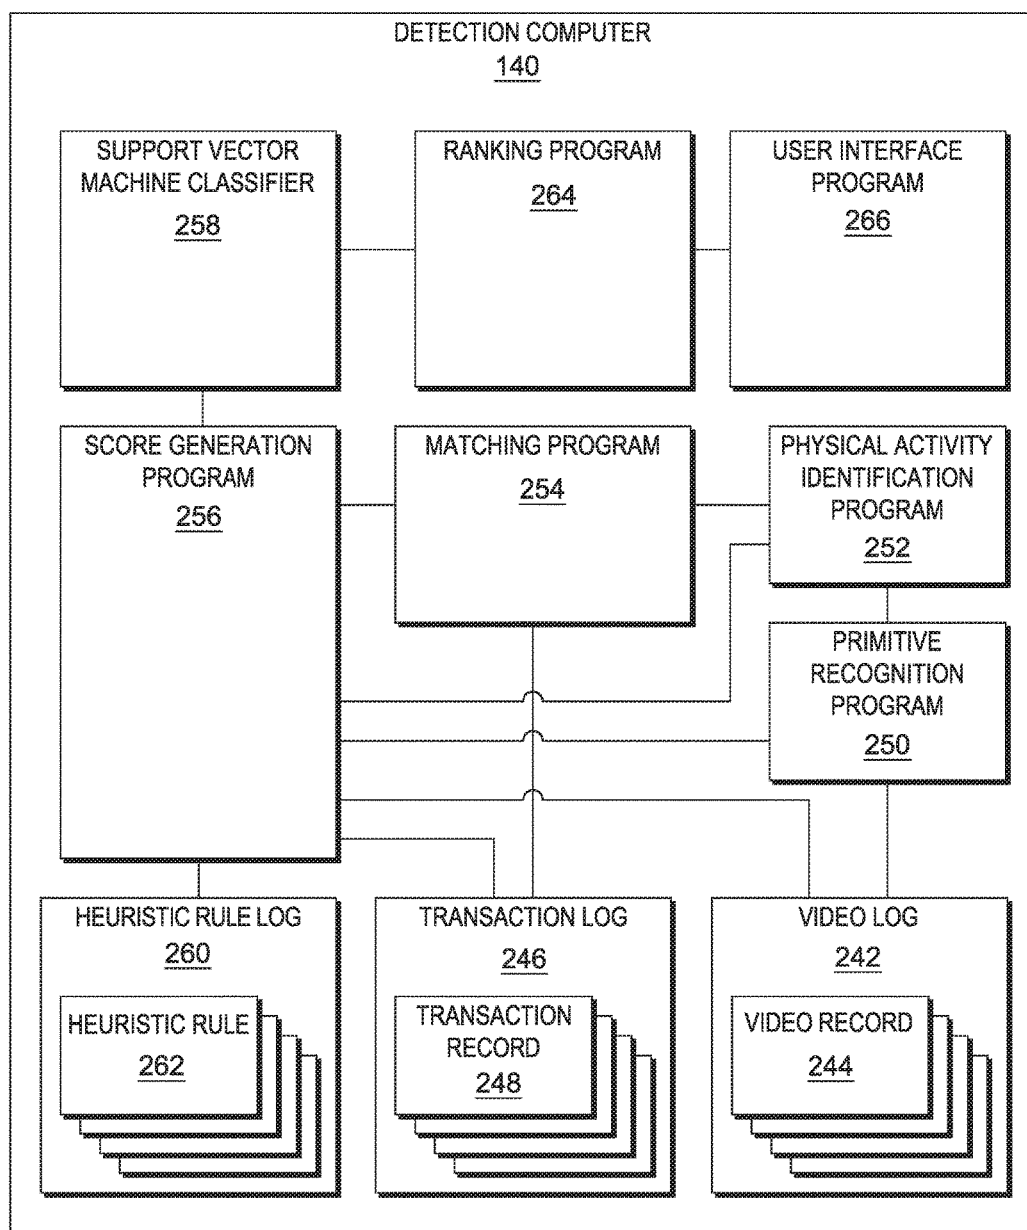 DETECTION COMPUTER
140
SUPPORT VECTOR
MACHINE CLASSIFIER
258
RANKING PROGRAM
264
USER INTERFACE
PROGRAM
266
SCORE GENERATION
PROGRAM
256
MATCHING PROGRAM
254
PHYSICAL ACTIVITY
IDENTIFICATION
PROGRAM
252
PRIMITIVE
RECOGNITION
PROGRAM
250
HEURISTIC RULE LOG
260
HEURISTIC RULE
262
TRANSACTION LOG
246
TRANSACTION
RECORD
248
VIDEO LOG
242
VIDEO RECORD
244